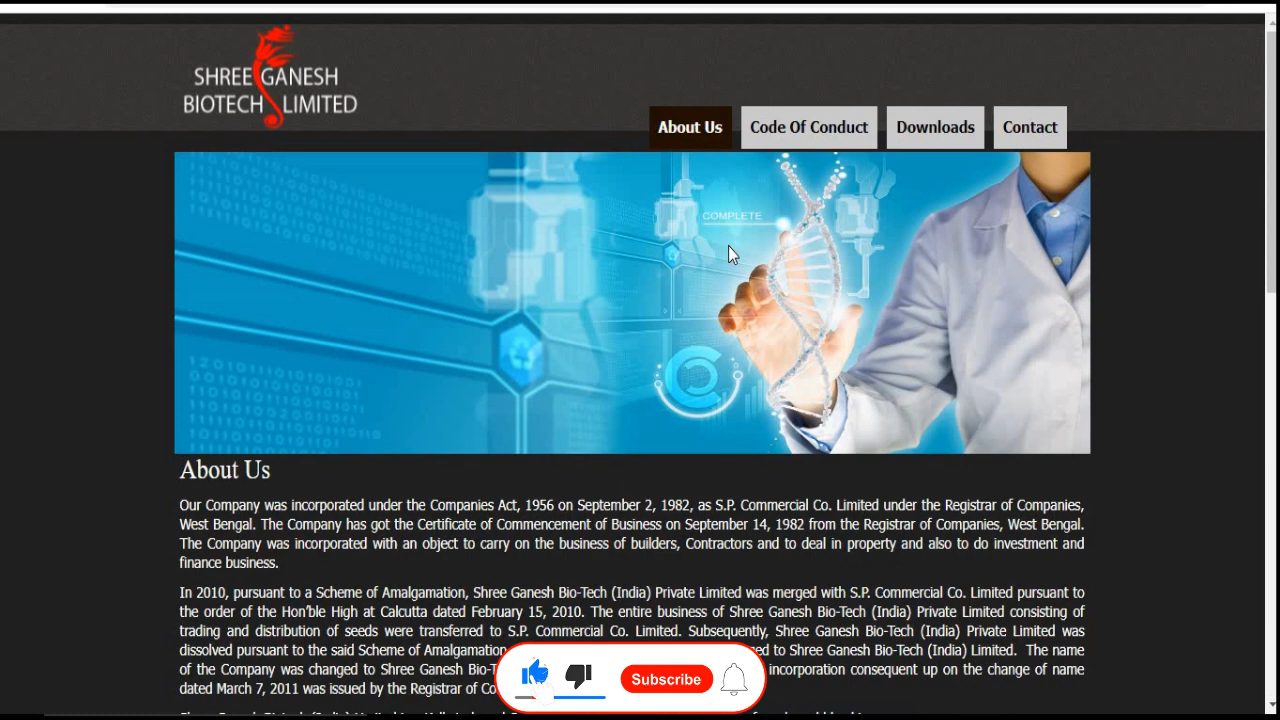 SHREE GANESH
BIOTECH LIMITED
About Us
Code Of Conduct
Downloads
Contact
COMPLETE
About Us
Our Company was incorporated under the Companies Act, 1956 on September 2, 1982, as S.P. Commercial Co. Limited under the Registrar of Companies,
West Bengal. The Company has got the Certificate of Commencement of Business on September 14, 1982 from the Registrar of Companies, West Bengal.
The Company was incorporated with an object to carry on the business of builders, Contractors and to deal in property and also to do investment and
finance business.
In 2010, pursuant to a Scheme of Amalgamation, Shree Ganesh Bio-Tech (India) Private Limited was merged with S.P. Commercial Co. Limited pursuant to
the order of the Hon'ble High at Calcutta dated February 15, 2010. The entire business of Shree Ganesh Bio-Tech (India) Private Limited consisting of
trading and distribution of seeds were transferred to S.P. Commercial Co. Limited. Subsequently, Shree Ganesh Bio-Tech (India) Private Limited was
dissolved pursuant to the said Scheme of Amalgamation to Shree Ganesh Bio-Tech (India) Limited. The name
of the Company was changed to Shree Ganesh incorporation consequent up on the change of name
dated March 7, 2011 was issued by the Registrar of
Subscribe